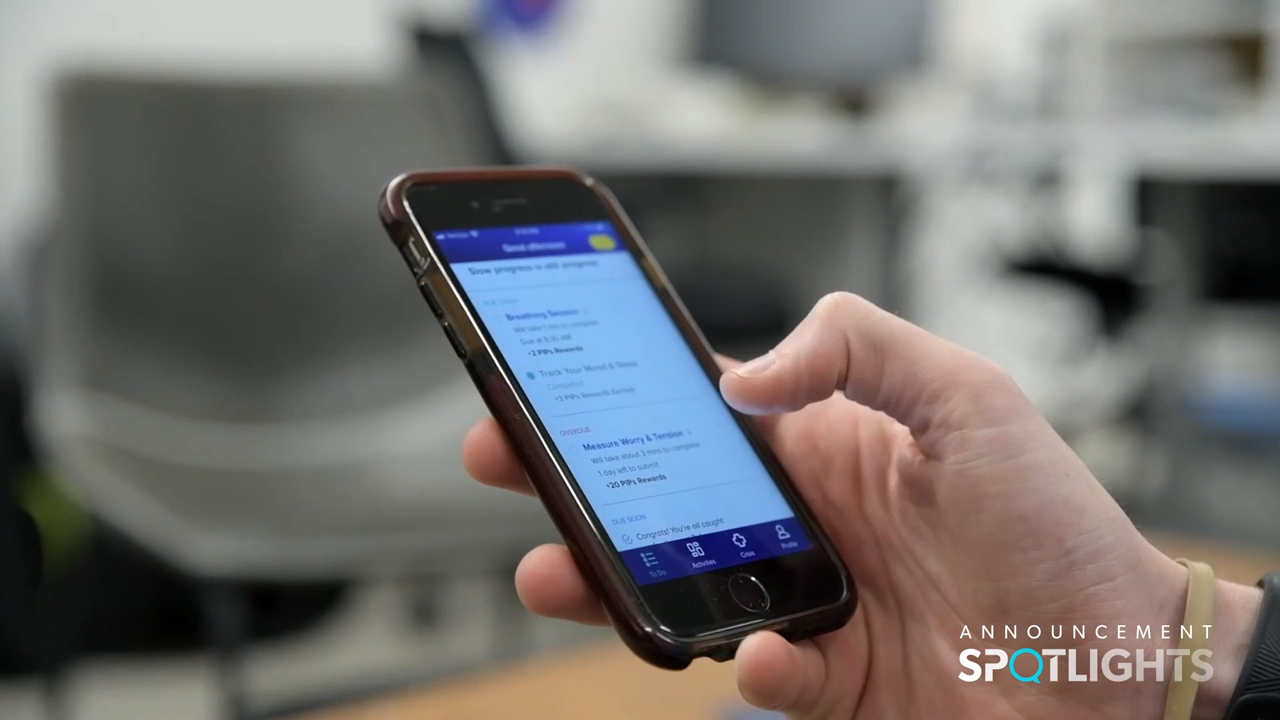 Good afternoon
Slow progress is still progress
DUE TODAY
Breathing Session
Will take 1 min to complete
Due at 8:30 AM
+2 PIPs Rewards
Track Your Mood & Sleep
Completed
+3 PIPs Rewards Earned
OVERDUE
Measure Worry & Tension
Will take about 3 mins to complete
1 day left to submit
+20 PIPs Rewards
DUE SOON
Congrats! You're all caught
To Do
Activities
Crisis
Profile
ANNOUNCEMENT
SPOTLIGHTS